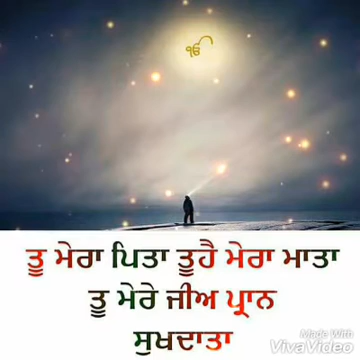 ੴ
ਤੂ ਮੇਰਾ ਪਿਤਾ ਤੂਹੈ ਮੇਰਾ ਮਾਤਾ
ਤੂ ਮੇਰੇ ਜੀਅ ਪ੍ਰਾਨ
ਸੁਖਦਾਤਾ
Made With
VivaVideo